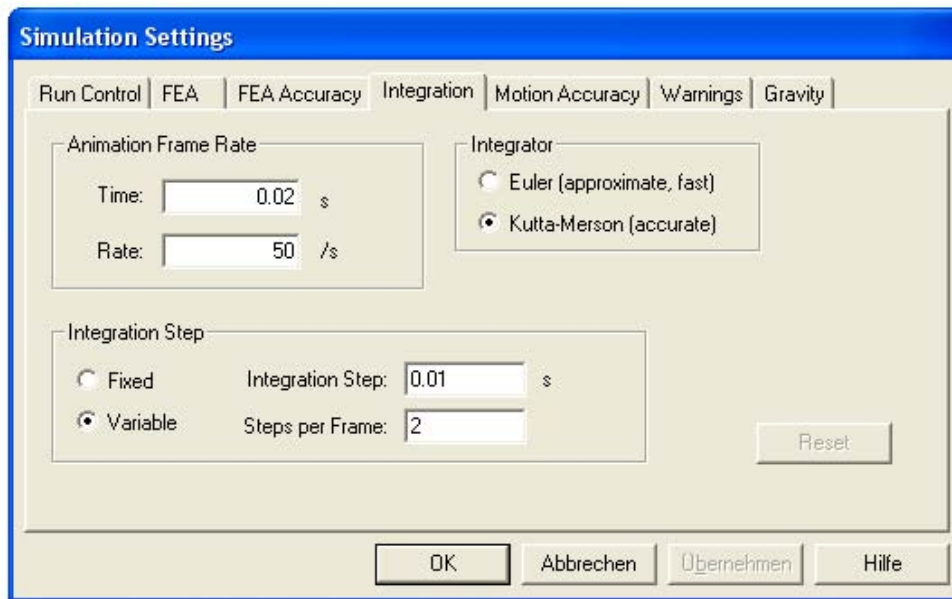 Simulation Settings
Run Control FEA FEA Accuracy Integration Motion Accuracy Warnings Gravity
Animation Frame Rate
Time: 0.02 s
Rate: 50 /s
Integrator
Euler (approximate, fast)
Kutta-Merson (accurate)
Integration Step
Fixed Integration Step: 0.01 s
Variable Steps per Frame: 2
Reset
OK Abbrechen Übernehmen Hilfe